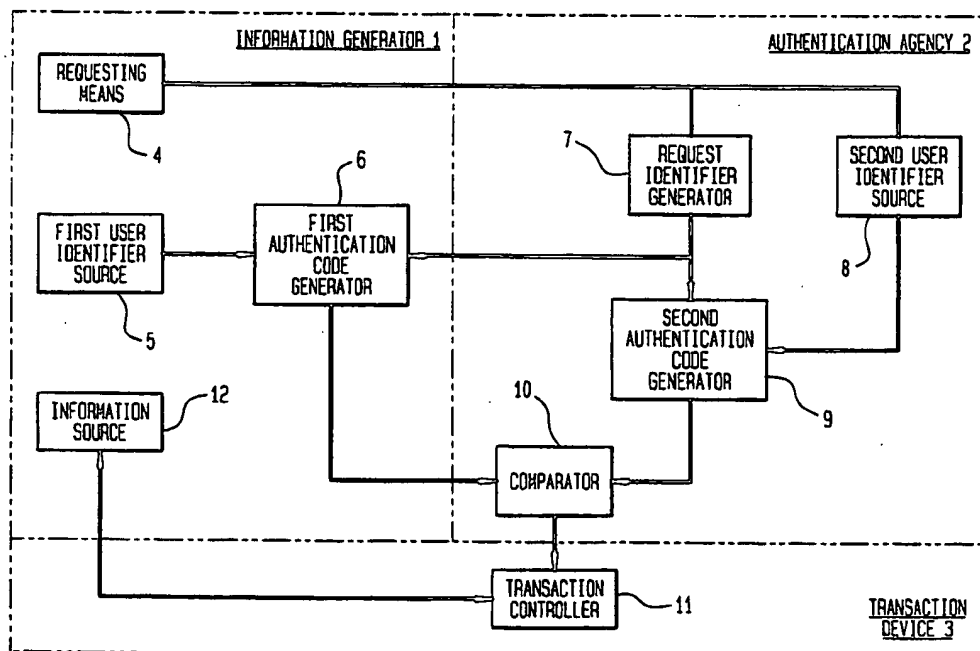 INFORMATION GENERATOR 1
AUTHENTICATION AGENCY 2
REQUESTING
MEANS
4
7
REQUEST
IDENTIFIER
GENERATOR
SECOND USER
IDENTIFIER
SOURCE
8
6
FIRST
AUTHENTICATION
CODE
GENERATOR
FIRST USER
IDENTIFIER
SOURCE
5
SECOND
AUTHENTICATION
CODE
GENERATOR
9
12
INFORMATION
SOURCE
10
COMPARATOR
TRANSACTION
CONTROLLER
11
TRANSACTION
DEVICE 3